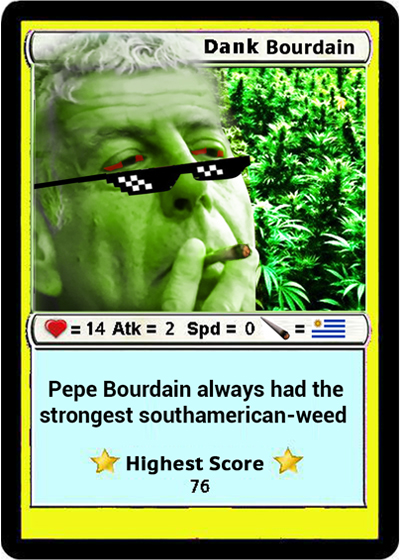 Dank Bourdain
= 14 Atk = 2 Spd = 0 =
Pepe Bourdain always had the
strongest southamerican-weed
Highest Score
76